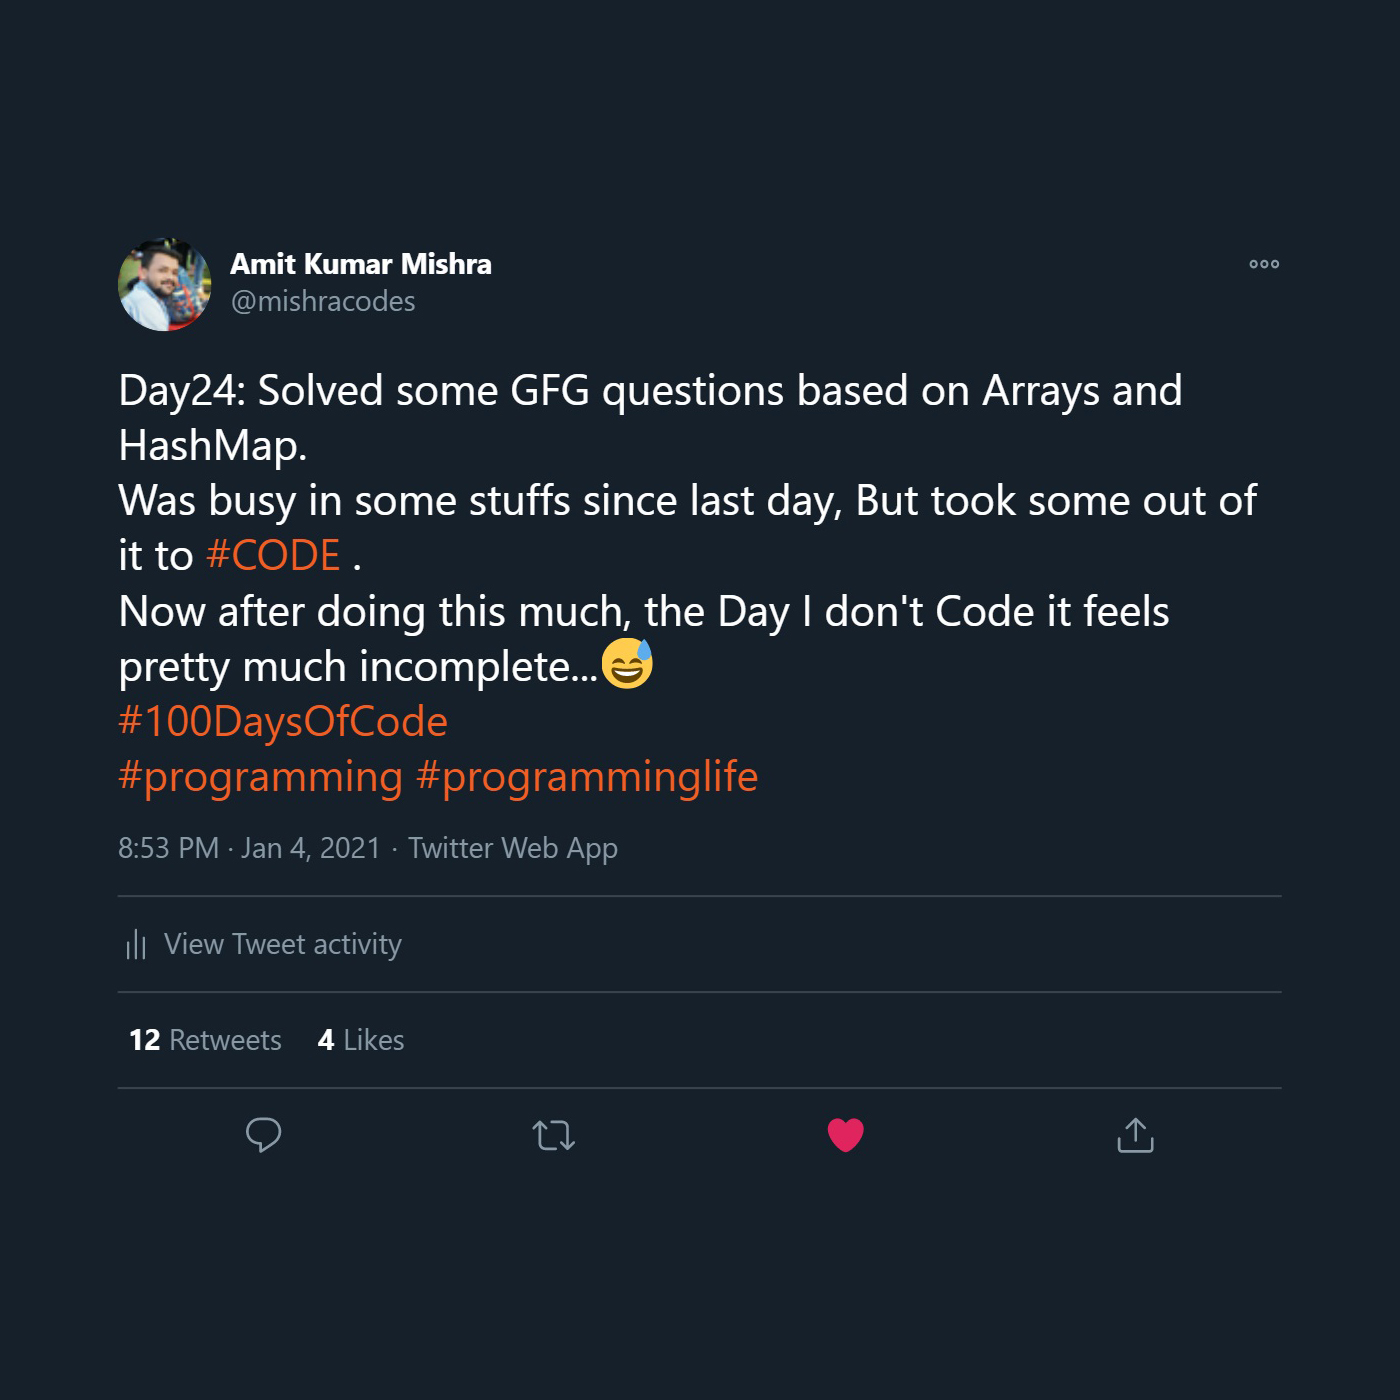 Amit Kumar Mishra
@mishracodes
Day24: Solved some GFG questions based on Arrays and
HashMap.
Was busy in some stuffs since last day, But took some out of
it to #CODE .
Now after doing this much, the Day I don't Code it feels
pretty much incomplete...😅
#100DaysOfCode
#programming #programminglife
8:53 PM · Jan 4, 2021 · Twitter Web App
View Tweet activity
12 Retweets 4 Likes